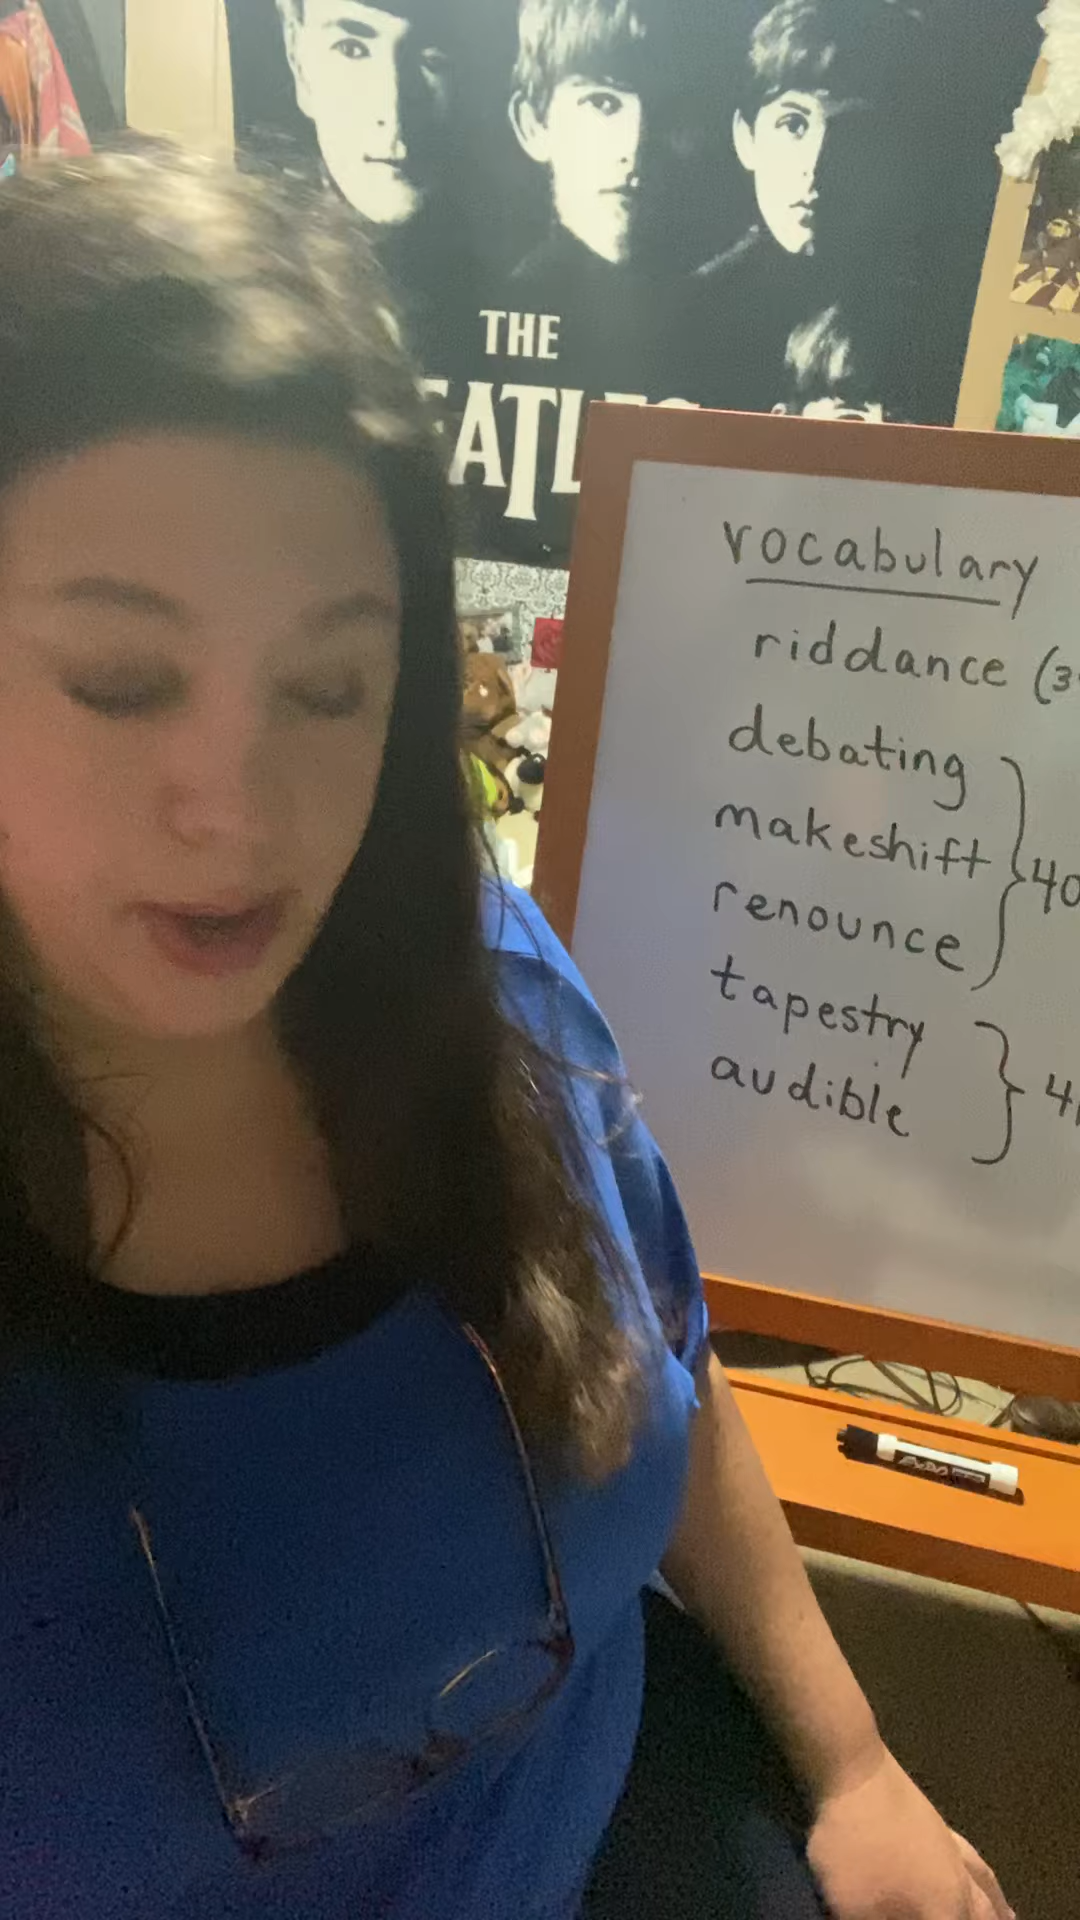 THE
vocabulary
riddance
debating
makeshift
renounce
tapestry
audible